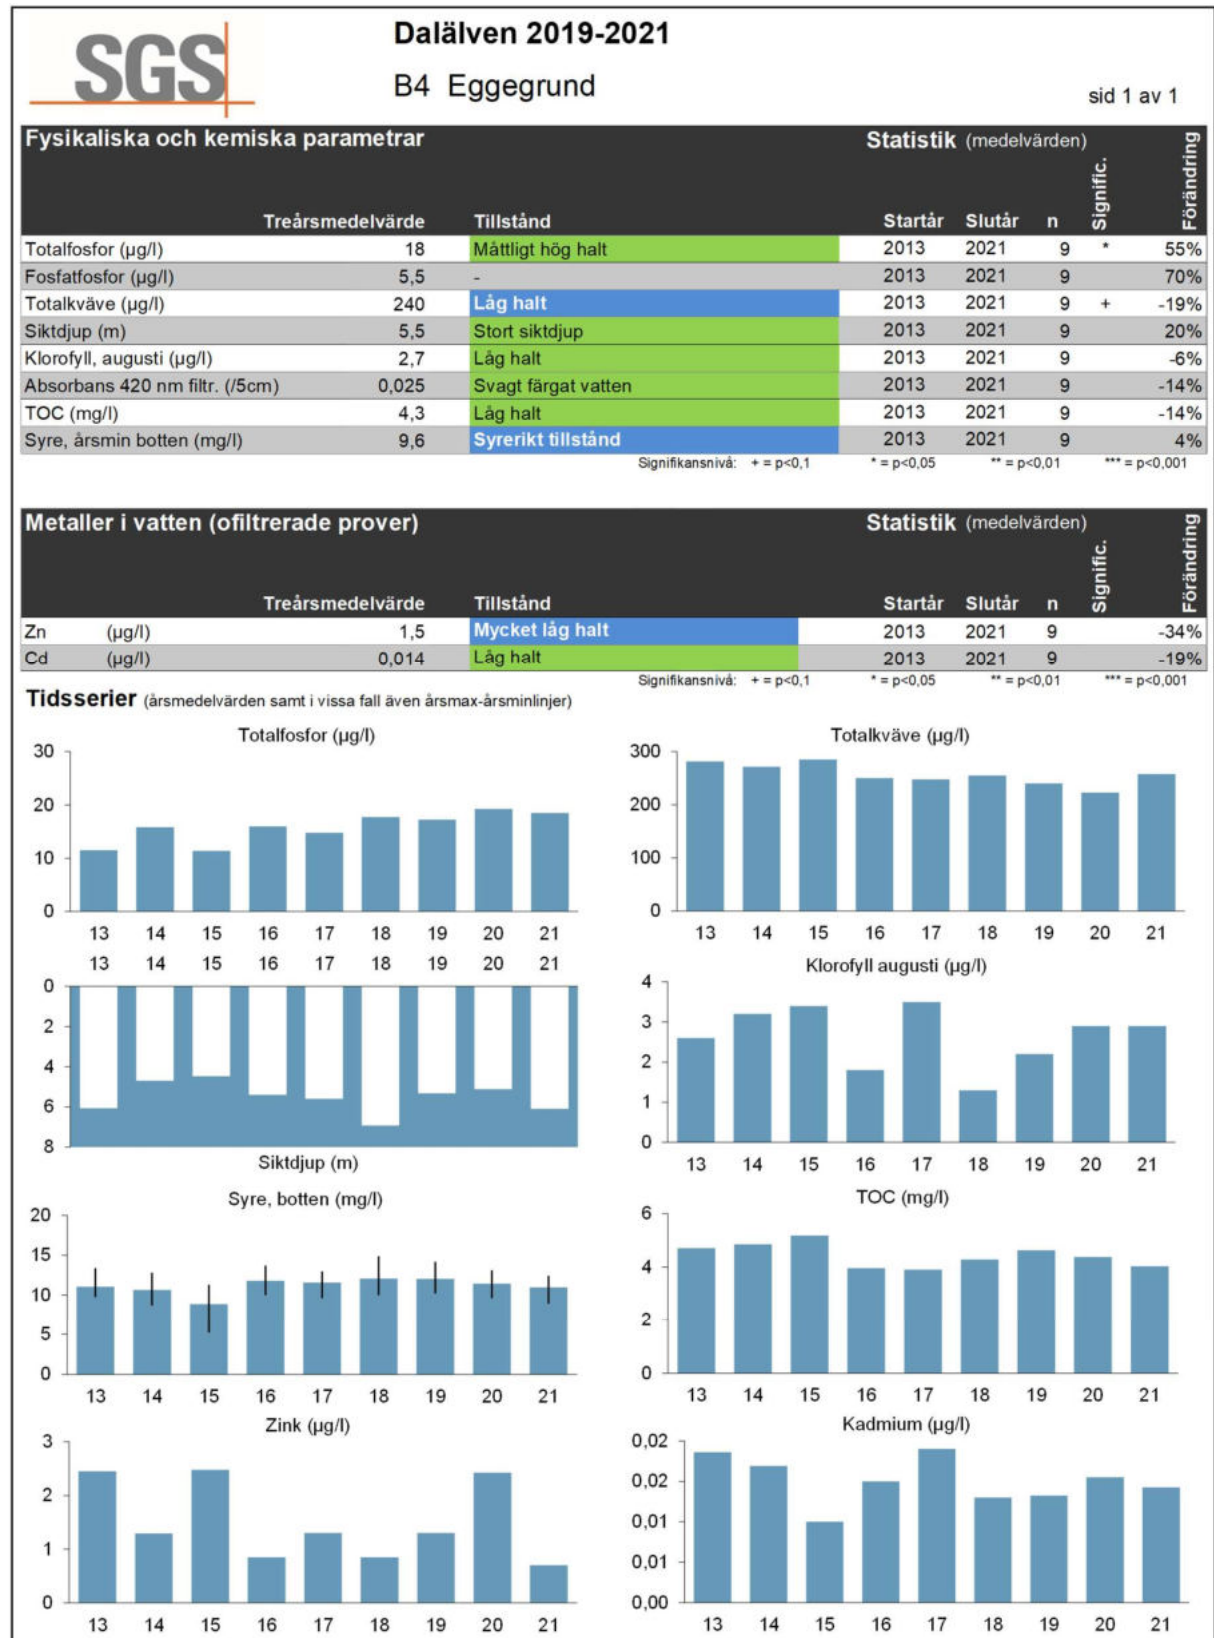 SGS
Dalälven 2019-2021
B4 Eggegrund
sid 1 av 1
Fysikaliska och kemiska parametrar Statistik (medelvärden)
Treårsmedelvärde Tillstånd Startår Slutår n Signific. Förändring
Totalfosfor (µg/l) 18 Måttligt hög halt 2013 2021 9 * 55%
Fosfatfosfor (µg/l) 5,5 - 2013 2021 9 70%
Totalkväve (µg/l) 240 Låg halt 2013 2021 9 + -19%
Siktdjup (m) 5,5 Stort siktdjup 2013 2021 9 20%
Klorofyll, augusti (µg/l) 2,7 Låg halt 2013 2021 9 -6%
Absorbans 420 nm filtr. (/5cm) 0,025 Svagt färgat vatten 2013 2021 9 -14%
TOC (mg/l) 4,3 Låg halt 2013 2021 9 -14%
Syre, årsmin botten (mg/l) 9,6 Syrerikt tillstånd 2013 2021 9 4%
Signifikansnivå: + = p<0,1 * = p<0,05 ** = p<0,01 *** = p<0,001
Metaller i vatten (ofiltrerade prover) Statistik (medelvärden)
Treårsmedelvärde Tillstånd Startår Slutår n Signific. Förändring
Zn (µg/l) 1,5 Mycket låg halt 2013 2021 9 -34%
Cd (µg/l) 0,014 Låg halt 2013 2021 9 -19%
Signifikansnivå: + = p<0,1 * = p<0,05 ** = p<0,01 *** = p<0,001
Tidsserier (årsmedelvärden samt i vissa fall även årsmax-årsminlinjer)
Totalfosfor (µg/l)
30
20
10
0
13 14 15 16 17 18 19 20 21
Totalkväve (µg/l)
300
200
100
0
13 14 15 16 17 18 19 20 21
13 14 15 16 17 18 19 20 21
0
2
4
6
8
Siktdjup (m)
Klorofyll augusti (µg/l)
4
3
2
1
0
13 14 15 16 17 18 19 20 21
Syre, botten (mg/l)
20
15
10
5
0
13 14 15 16 17 18 19 20 21
TOC (mg/l)
6
4
2
0
13 14 15 16 17 18 19 20 21
Zink (µg/l)
3
2
1
0
13 14 15 16 17 18 19 20 21
Kadmium (µg/l)
0,02
0,02
0,01
0,01
0,00
13 14 15 16 17 18 19 20 21